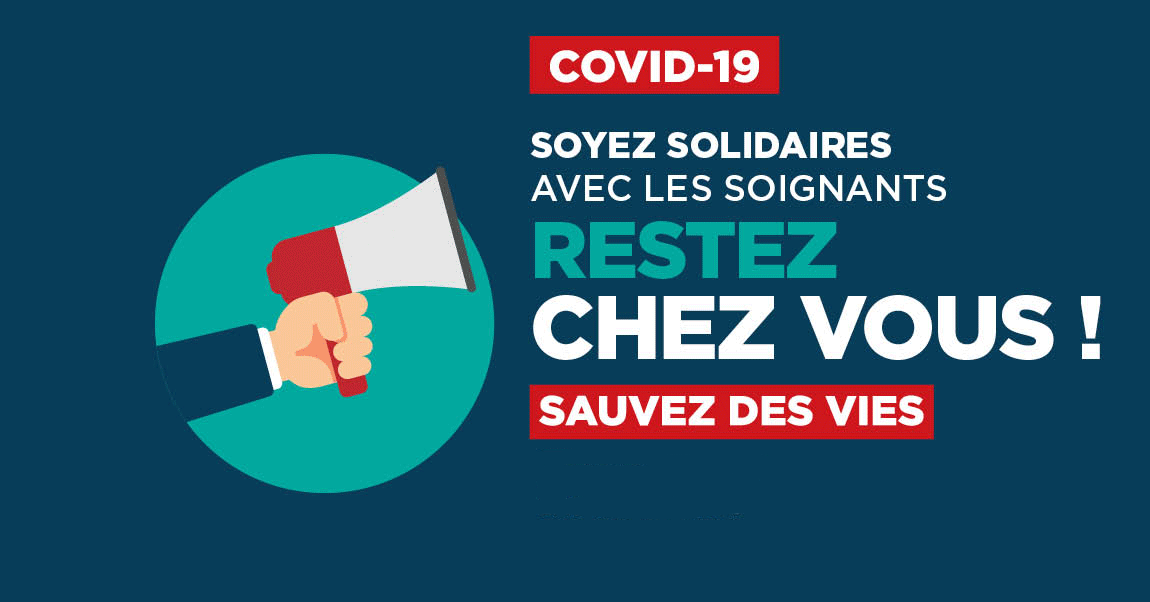 COVID-19
SOYEZ SOLIDAIRES
AVEC LES SOIGNANTS
RESTEZ
CHEZ VOUS !
SAUVEZ DES VIES